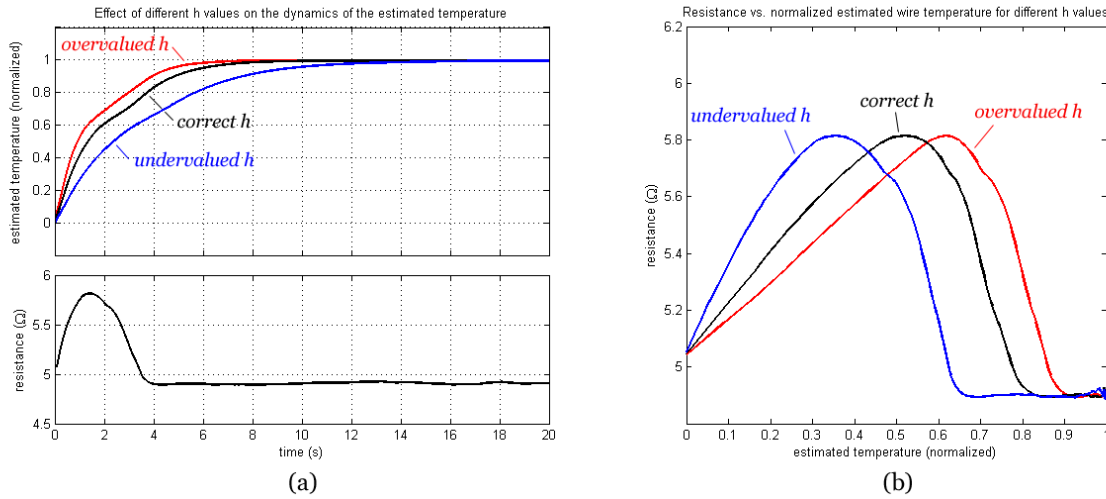 Effect of different h values on the dynamics of the estimated temperature
estimated temperature (normalized)
1
0.8
0.6
0.4
0.2
0
overvalued h
correct h
undervalued h
6
5.5
5
4.5
resistance (Ω)
0 2 4 6 8 10 12 14 16 18 20
time (s)
(a)
Resistance vs. normalized estimated wire temperature for different h values
6.2
6
5.8
5.6
5.4
5.2
5
resistance (Ω)
undervalued h
correct h
overvalued h
0 0.1 0.2 0.3 0.4 0.5 0.6 0.7 0.8 0.9 1
estimated temperature (normalized)
(b)